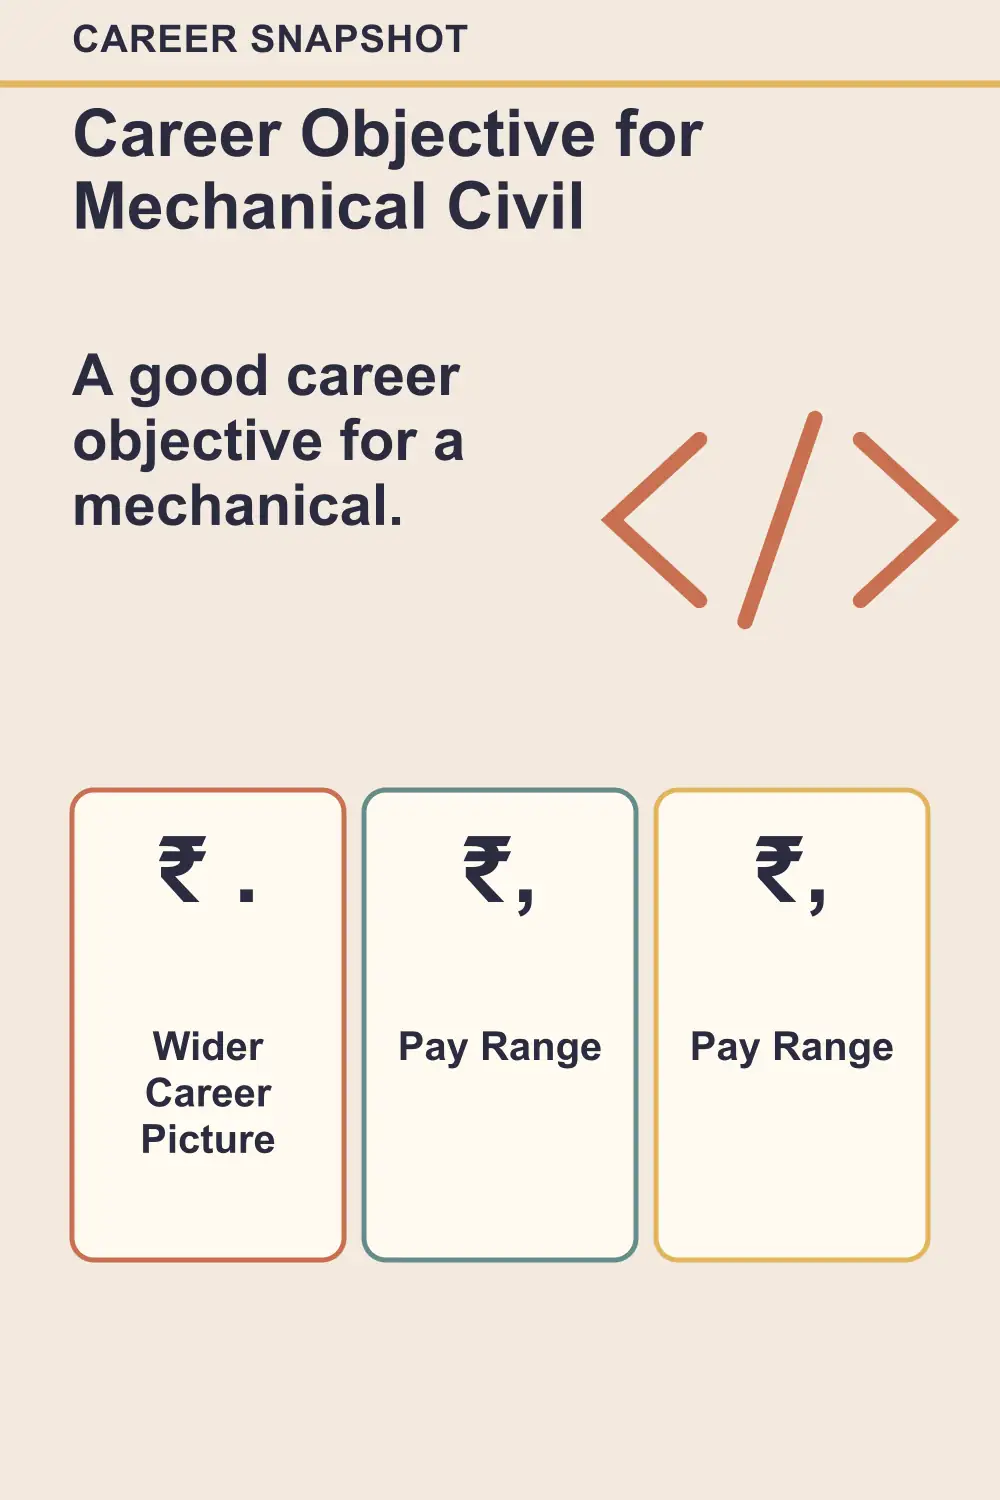 CAREER SNAPSHOT
Career Objective for
Mechanical Civil
A good career
objective for a
mechanical.
</>
₹ .
Wider
Career
Picture
₹,
Pay Range
₹,
Pay Range